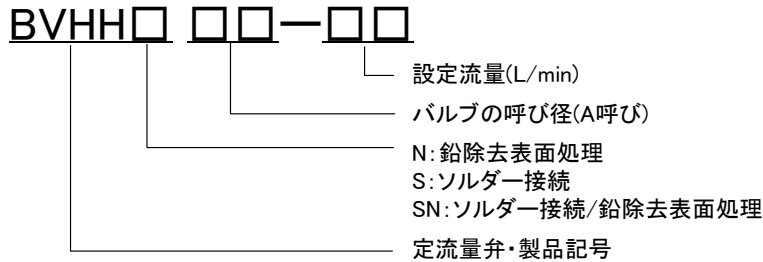 BVHH□ □□ー□□
設定流量(L/min)
バルブの呼び径(A呼び)
N:鉛除去表面処理
S:ソルダー接続
SN:ソルダー接続/鉛除去表面処理
定流量弁・製品記号